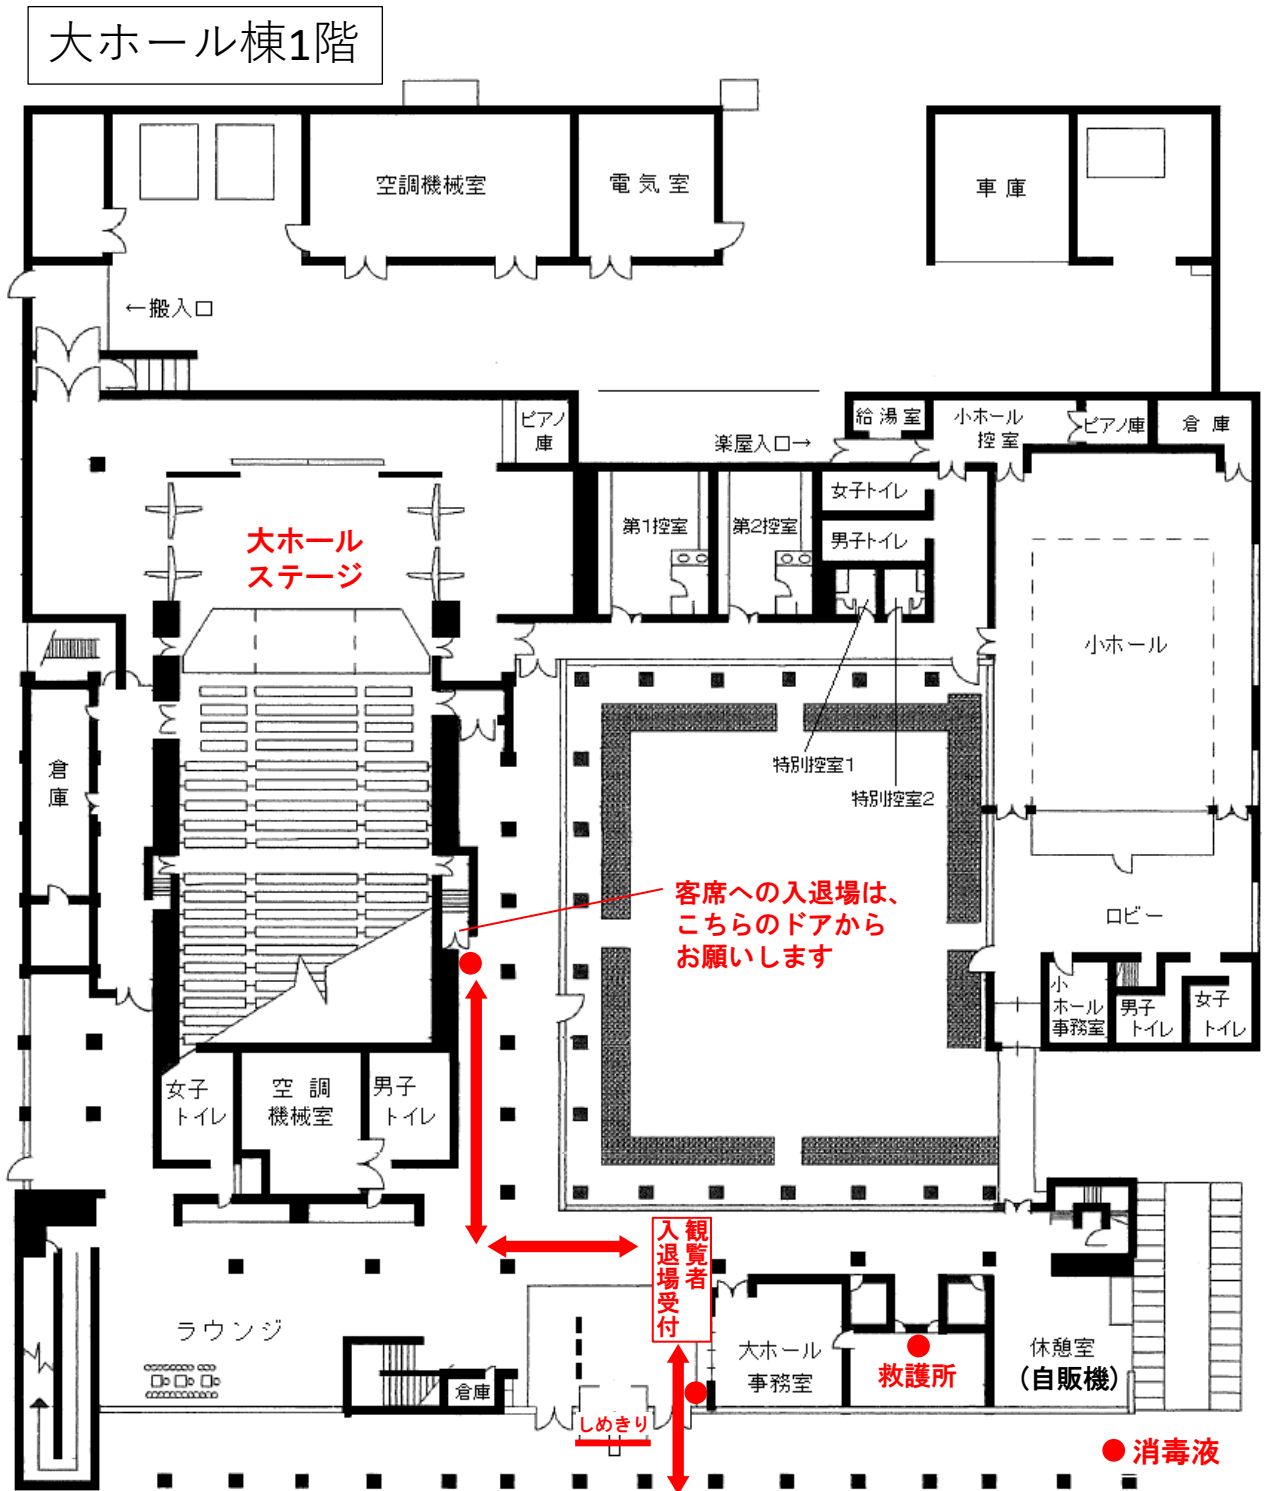 大ホール棟1階
空調機械室
電気室
車庫
←搬入口
ピアノ
庫
楽屋入口→
給湯室
小ホール
控室
ピアノ庫
倉庫
大ホール
ステージ
第1控室
第2控室
女子トイレ
男子トイレ
小ホール
特別控室1
特別控室2
倉
庫
客席への入退場は、
こちらのドアから
お願いします
ロビー
小
ホール
事務室
男子
トイレ
女子
トイレ
女子
トイレ
空調
機械室
男子
トイレ
観覧者
入退場受付
ラウンジ
倉庫
しめきり
大ホール
事務室
救護所
休憩室
(自販機)
消毒液